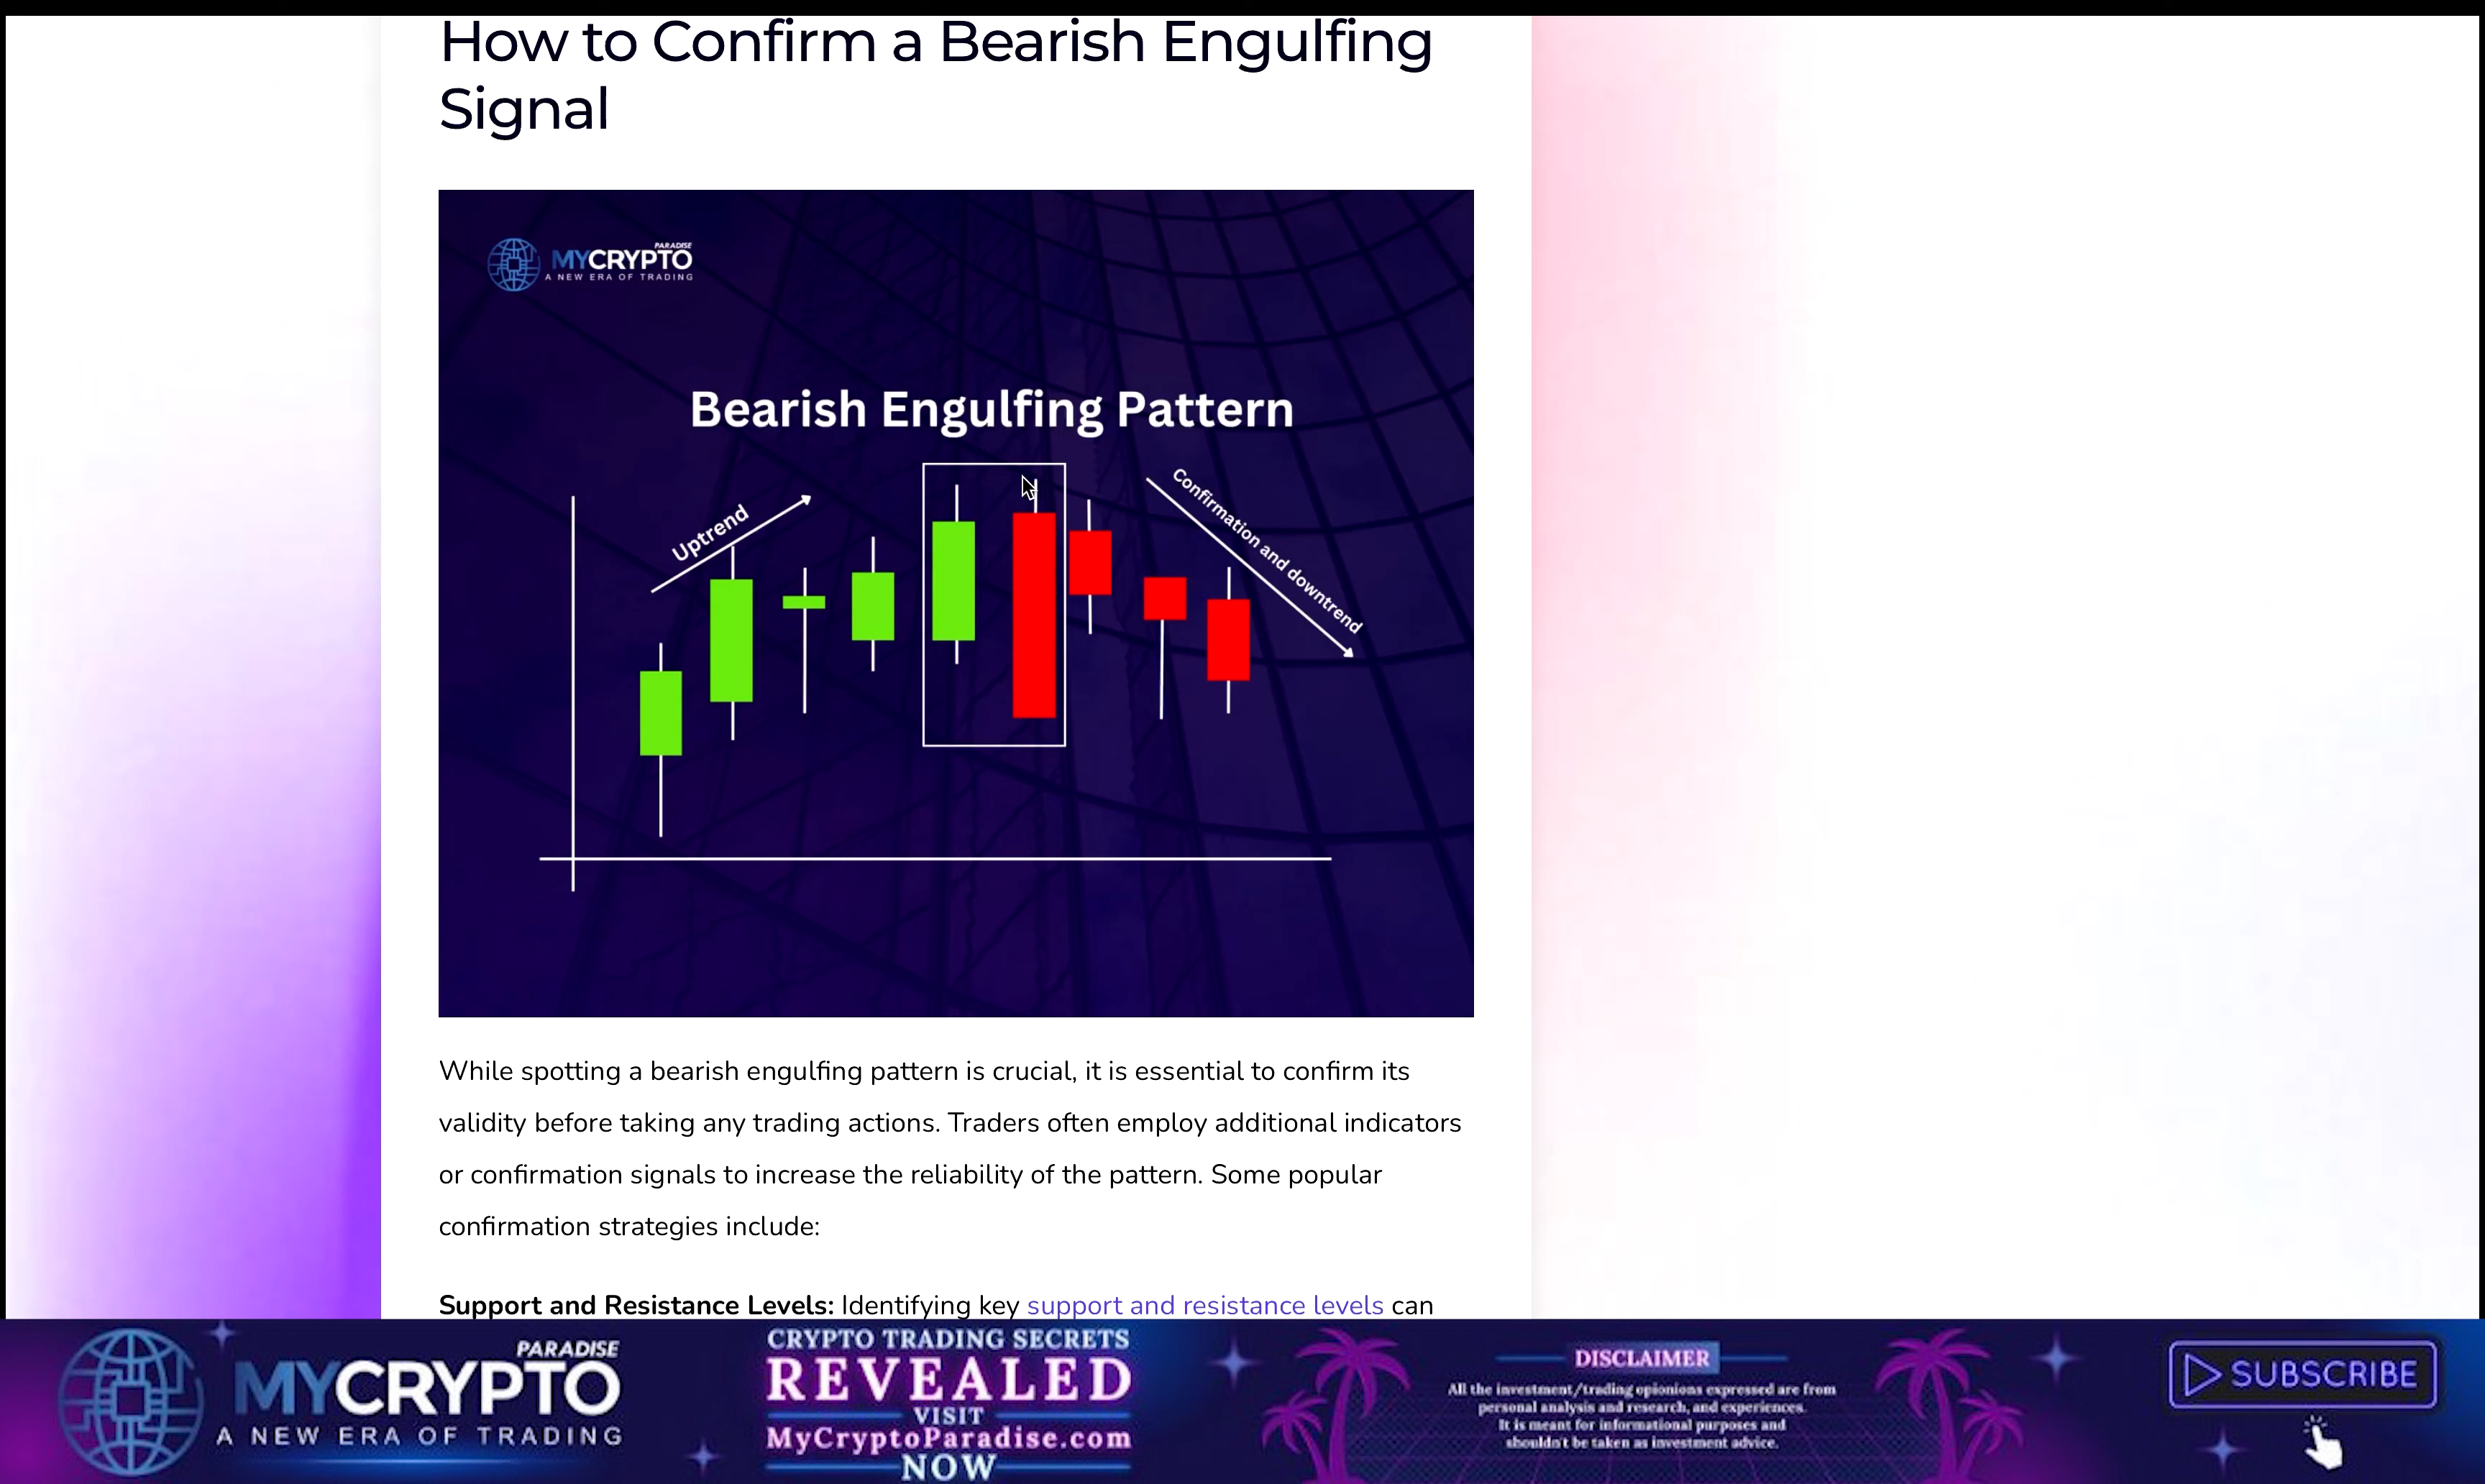 How to Confirm a Bearish Engulfing
Signal
PARADISE
MYCRYPTO
A NEW ERA OF TRADING
Bearish Engulfing Pattern
Uptrend
Confirmation and downtrend
While spotting a bearish engulfing pattern is crucial, it is essential to confirm its
validity before taking any trading actions. Traders often employ additional indicators
or confirmation signals to increase the reliability of the pattern. Some popular
confirmation strategies include:
Support and Resistance Levels: Identifying key support and resistance levels can
PARADISE
MYCRYPTO
A NEW ERA OF TRADING
CRYPTO TRADING SECRETS
REVEALED
VISIT
MyCryptoParadise.com
NOW
DISCLAIMER
All the investment/trading opionions expressed are from
personal analysis and research, and experiences.
It is meant for informational purposes and
shouldn't be taken as investment advice.
SUBSCRIBE